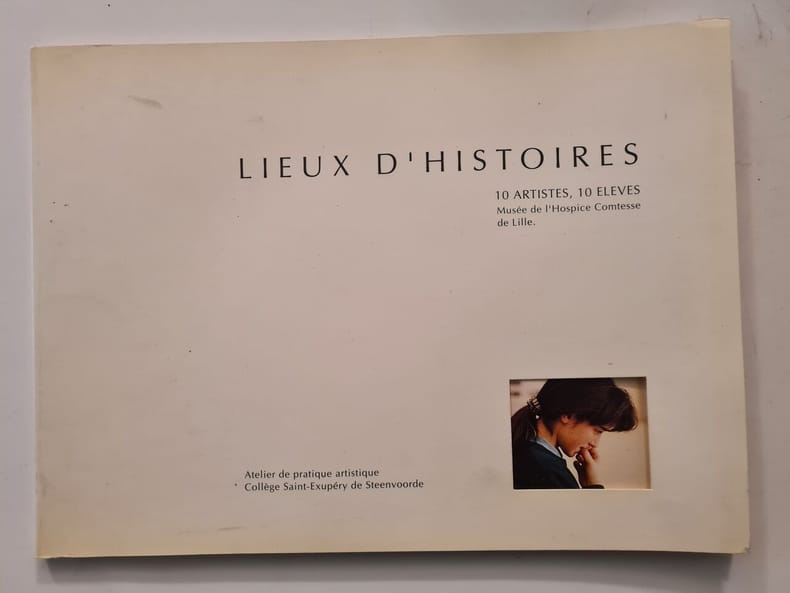 LIEUX D'HISTOIRES
10 ARTISTES, 10 ELEVES
Musée de l'Hospice Comtesse
de Lille.
Atelier de pratique artistique
Collège Saint-Exupéry de Steenvoorde